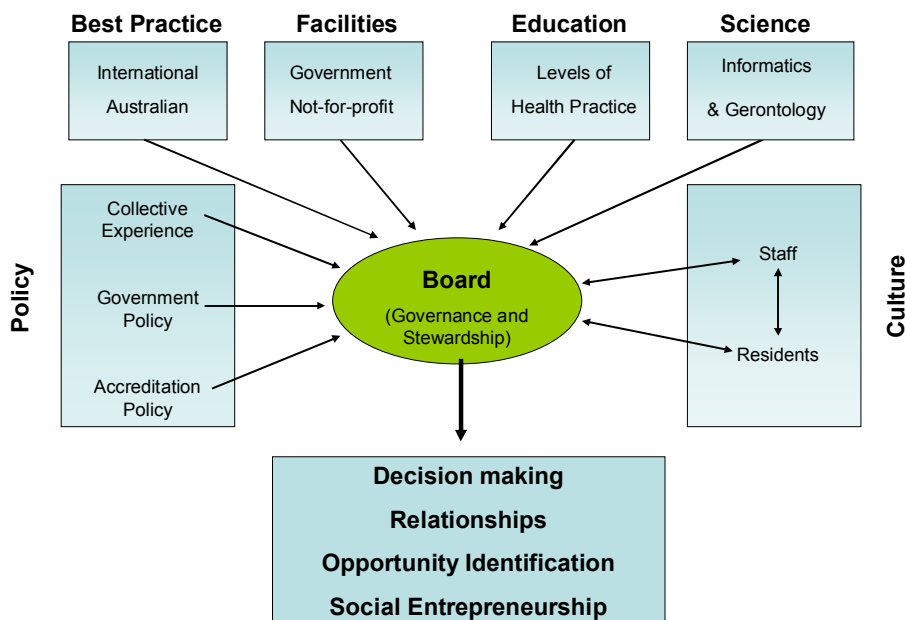 Best Practice
Facilities
Education
Science
International
Australian
Government
Not-for-profit
Levels of
Health Practice
Informatics
& Gerontology
Policy
Collective
Experience
Government
Policy
Accreditation
Policy
Board
(Governance and
Stewardship)
Staff
Residents
Culture
Decision making
Relationships
Opportunity Identification
Social Entrepreneurship